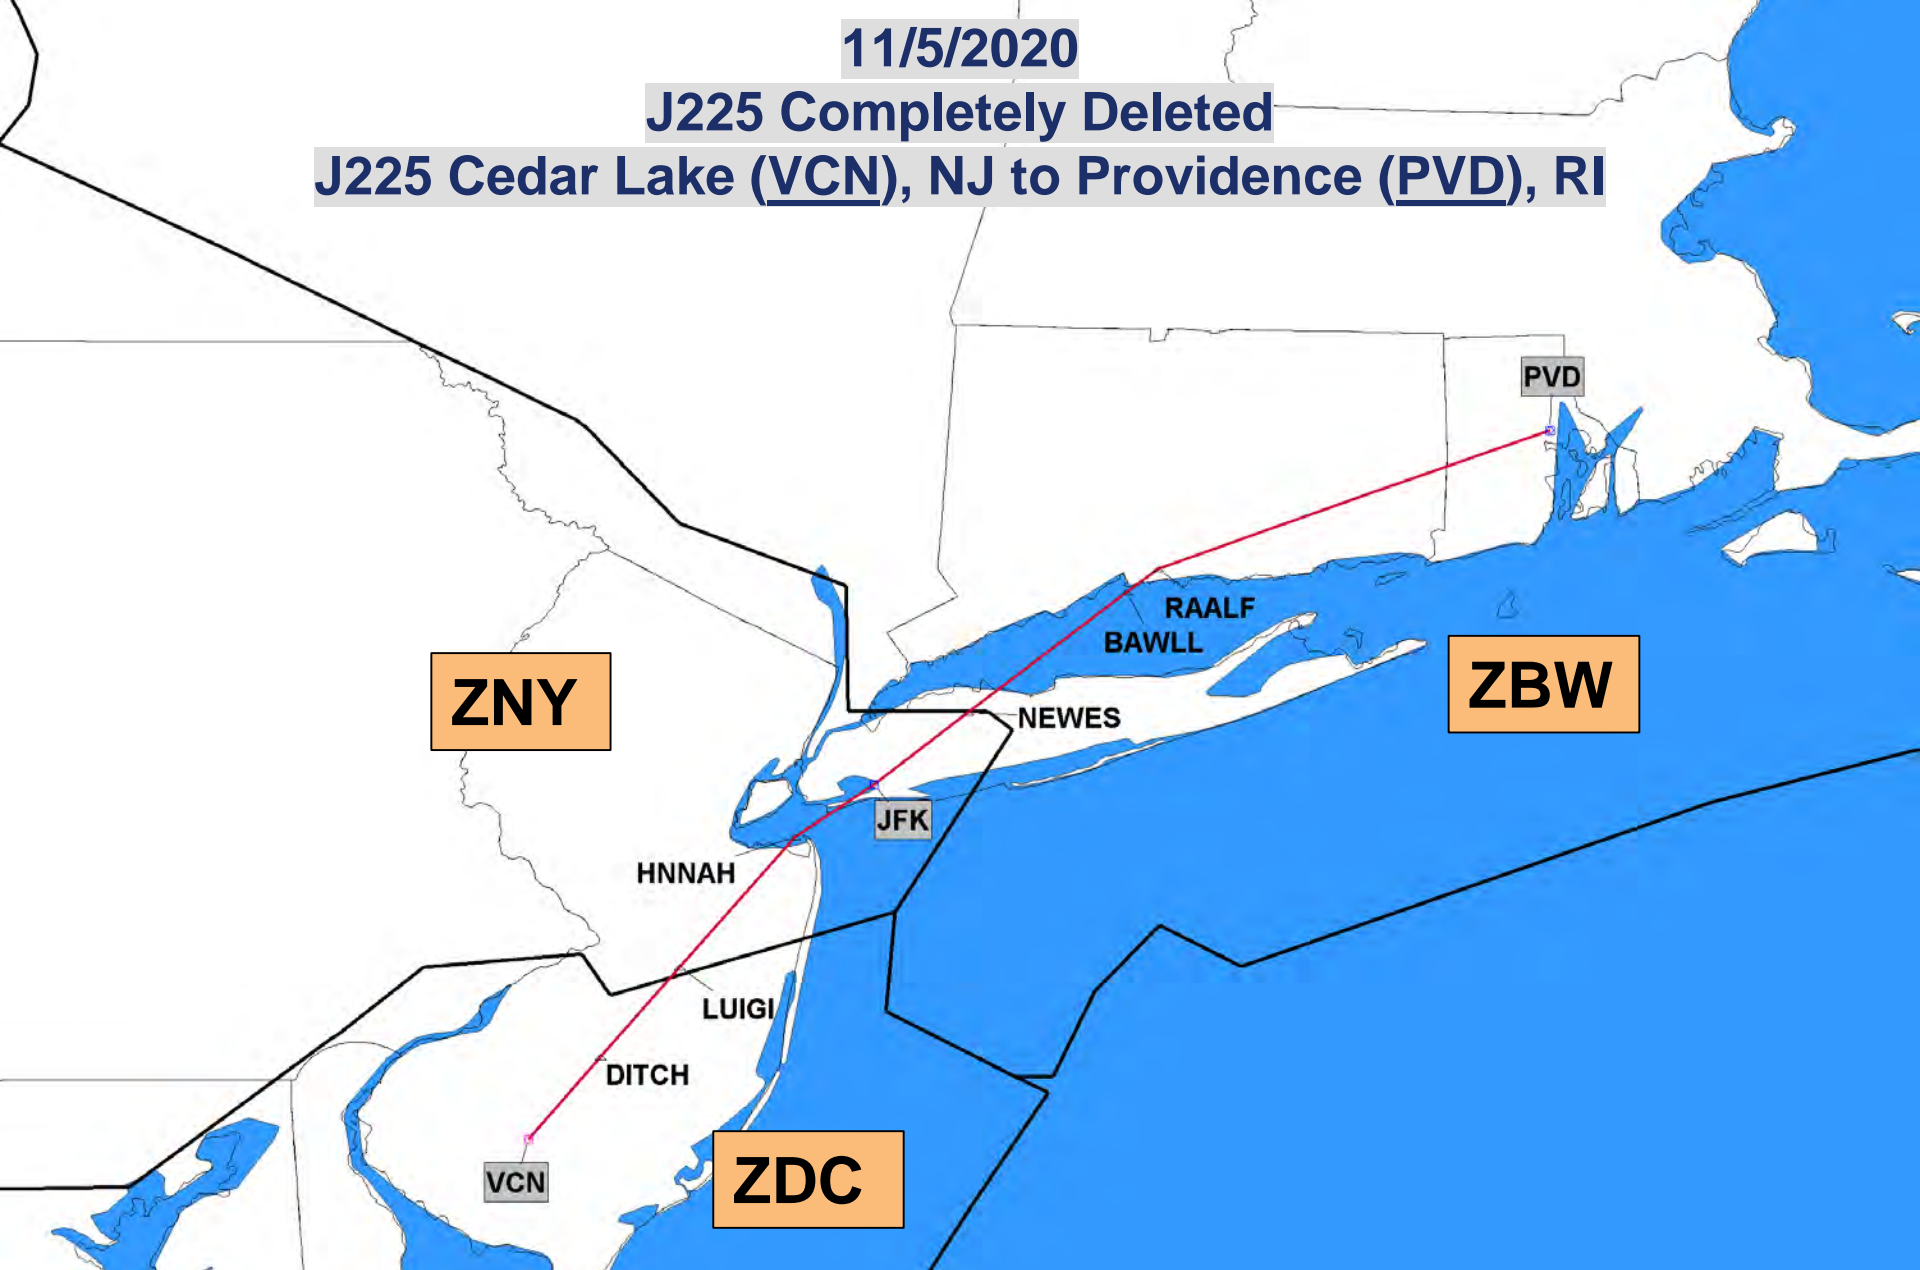 11/5/2020
J225 Completely Deleted
J225 Cedar Lake (VCN), NJ to Providence (PVD), RI
PVD
RAALF
BAWLL
ZBW
ZNY
NEWES
JFK
HNNAH
LUIGI
DITCH
VCN
ZDC